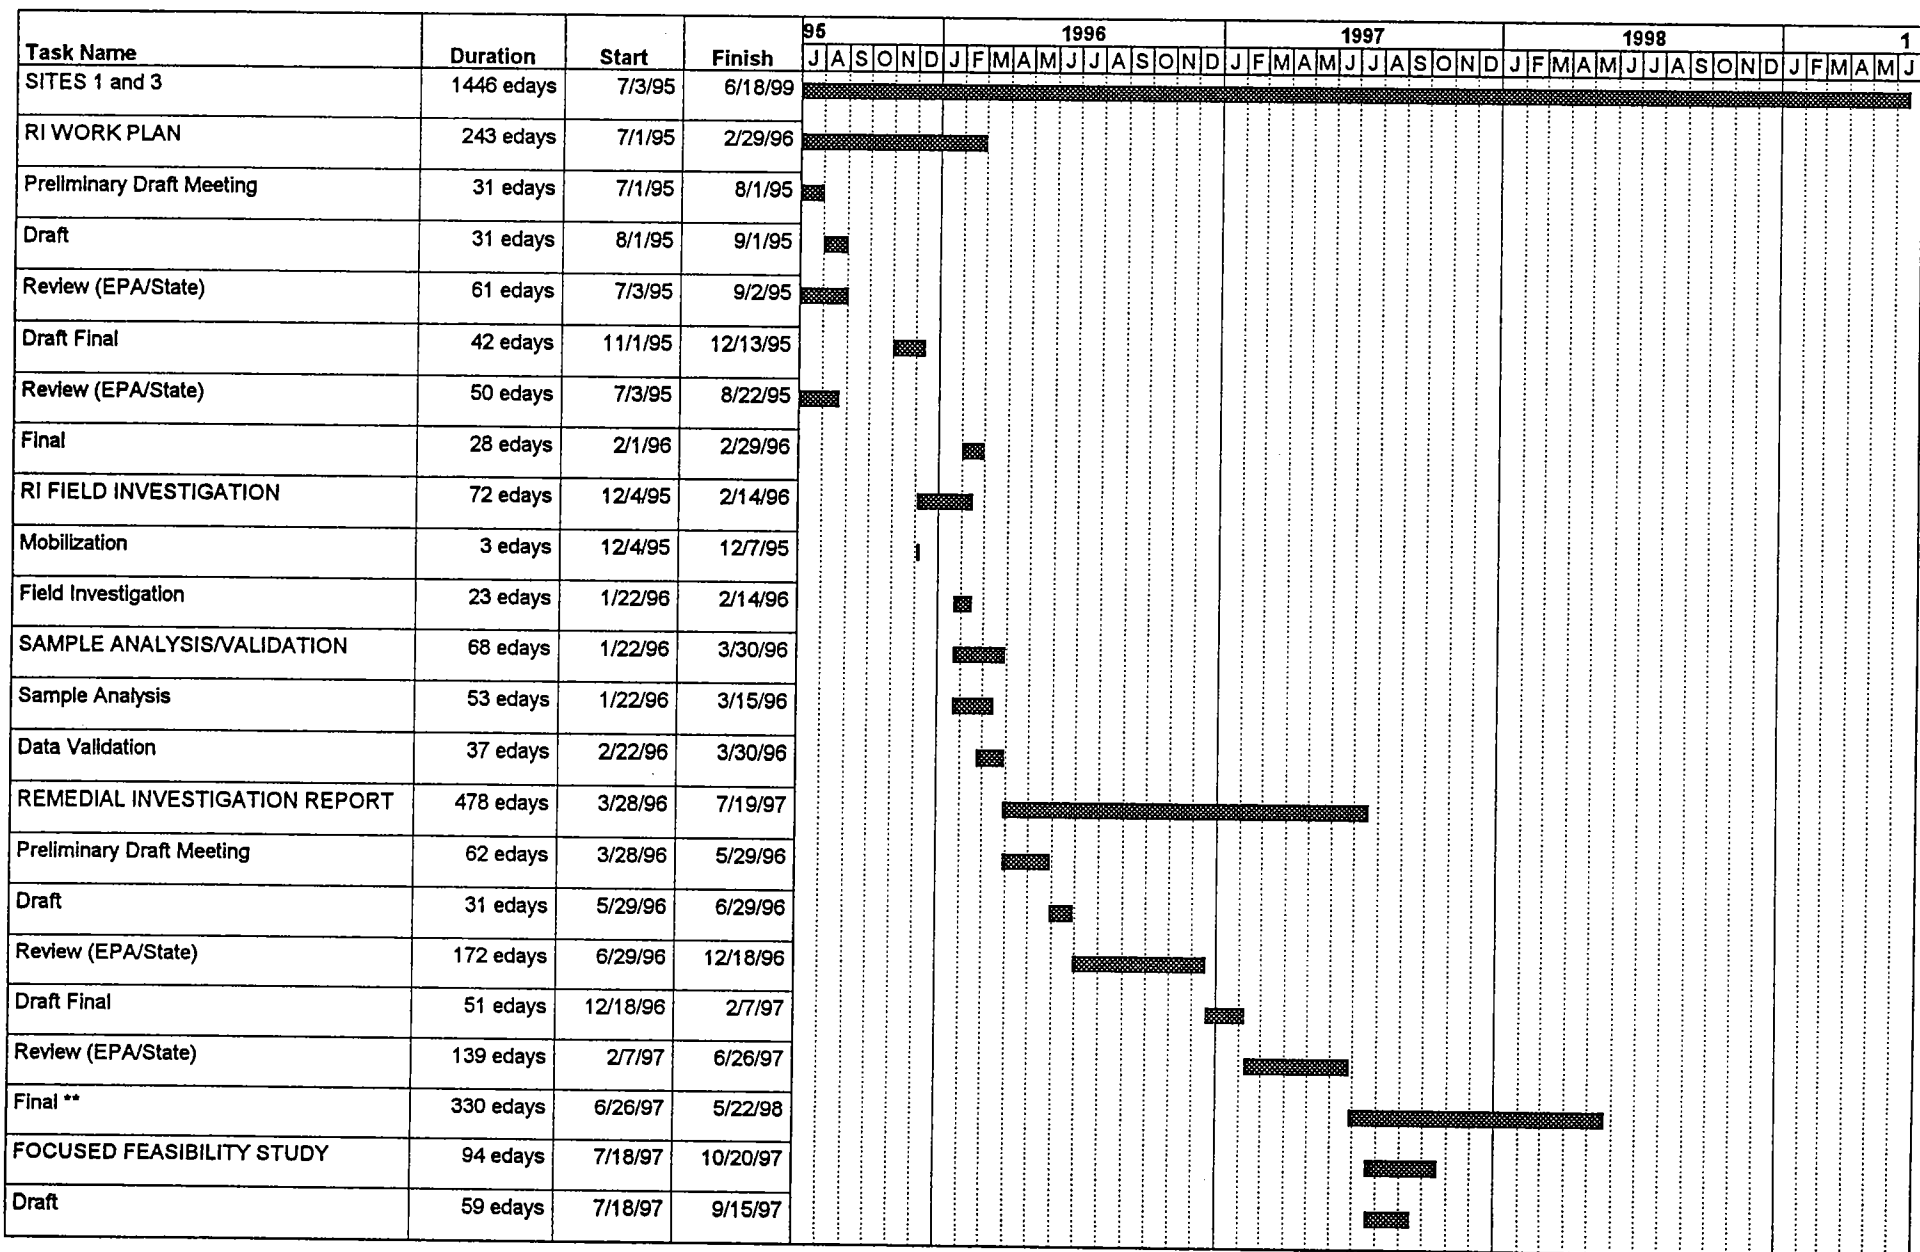 95 1996 1997 1998 1
Task Name Duration Start Finish J A S O N D J F M A M J J A S O N D J F M A M J J A S O N D J F M A M J J A S O N D J F M A M J
SITES 1 and 3 1446 edays 7/3/95 6/18/99
RI WORK PLAN 243 edays 7/1/95 2/29/96
Preliminary Draft Meeting 31 edays 7/1/95 8/1/95
Draft 31 edays 8/1/95 9/1/95
Review (EPA/State) 61 edays 7/3/95 9/2/95
Draft Final 42 edays 11/1/95 12/13/95
Review (EPA/State) 50 edays 7/3/95 8/22/95
Final 28 edays 2/1/96 2/29/96
RI FIELD INVESTIGATION 72 edays 12/4/95 2/14/96
Mobilization 3 edays 12/4/95 12/7/95
Field Investigation 23 edays 1/22/96 2/14/96
SAMPLE ANALYSIS/VALIDATION 68 edays 1/22/96 3/30/96
Sample Analysis 53 edays 1/22/96 3/15/96
Data Validation 37 edays 2/22/96 3/30/96
REMEDIAL INVESTIGATION REPORT 478 edays 3/28/96 7/19/97
Preliminary Draft Meeting 62 edays 3/28/96 5/29/96
Draft 31 edays 5/29/96 6/29/96
Review (EPA/State) 172 edays 6/29/96 12/18/96
Draft Final 51 edays 12/18/96 2/7/97
Review (EPA/State) 139 edays 2/7/97 6/26/97
Final ** 330 edays 6/26/97 5/22/98
FOCUSED FEASIBILITY STUDY 94 edays 7/18/97 10/20/97
Draft 59 edays 7/18/97 9/15/97